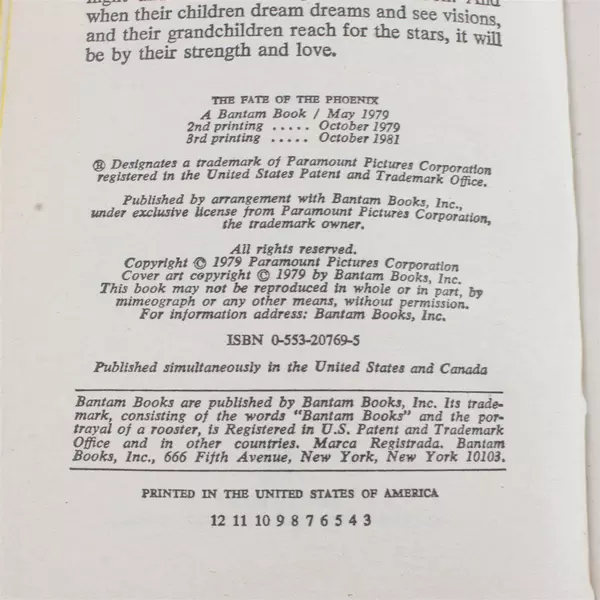 when their children dream dreams and see visions,
and their grandchildren reach for the stars, it will
be by their strength and love.
THE FATE OF THE PHOENIX
A Bantam Book / May 1979
2nd printing ..... October 1979
3rd printing ..... October 1981
® Designates a trademark of Paramount Pictures Corporation
registered in the United States Patent and Trademark Office.
Published by arrangement with Bantam Books, Inc.,
under exclusive license from Paramount Pictures Corporation,
the trademark owner.
All rights reserved.
Copyright © 1979 Paramount Pictures Corporation
Cover art copyright © 1979 by Bantam Books, Inc.
This book may not be reproduced in whole or in part, by
mimeograph or any other means, without permission.
For information address: Bantam Books, Inc.
ISBN 0-553-20769-5
Published simultaneously in the United States and Canada
Bantam Books are published by Bantam Books, Inc. Its trade-
mark, consisting of the words "Bantam Books" and the por-
trayal of a rooster, is Registered in U.S. Patent and Trademark
Office and in other countries. Marca Registrada. Bantam
Books, Inc., 666 Fifth Avenue, New York, New York 10103.
PRINTED IN THE UNITED STATES OF AMERICA
12 11 10 9 8 7 6 5 4 3